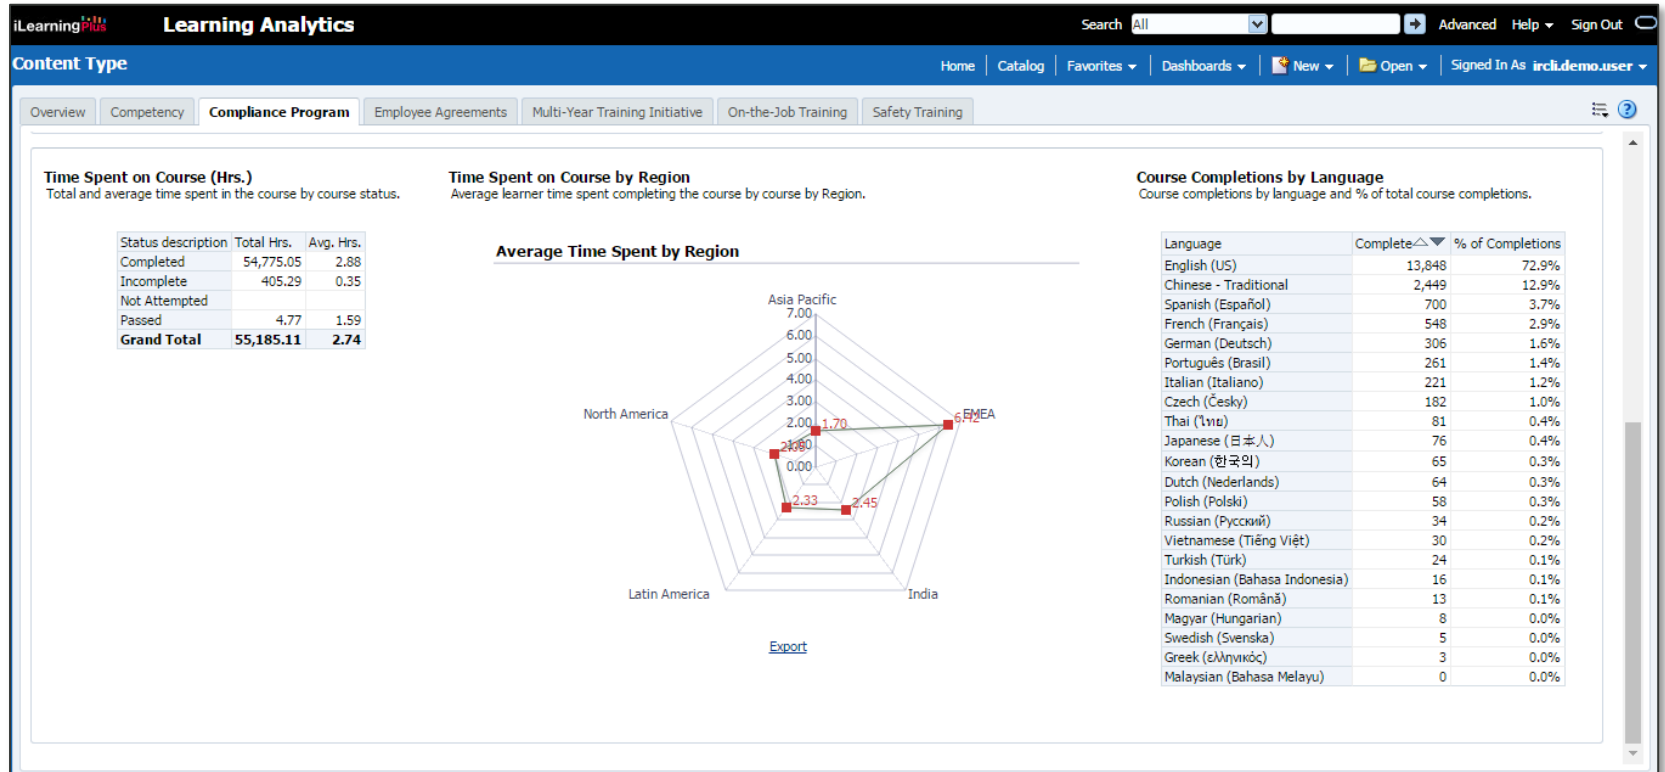 iLearningPlus Learning Analytics Search All Advanced Help Sign Out
Content Type Home Catalog Favorites Dashboards New Open Signed In As ircli.demo.user
Overview Competency Compliance Program Employee Agreements Multi-Year Training Initiative On-the-Job Training Safety Training
Time Spent on Course (Hrs.)
Total and average time spent in the course by course status.
Status description Total Hrs. Avg. Hrs.
Completed 54,775.05 2.88
Incomplete 405.29 0.35
Not Attempted
Passed 4.77 1.59
Grand Total 55,185.11 2.74
Time Spent on Course by Region
Average learner time spent completing the course by course by Region.
Average Time Spent by Region
Asia Pacific
7.00
6.00
5.00
4.00
3.00
North America
2.00 1.70 6.42 EMEA
2.05 1.00
0.00
2.33 2.45
Latin America India
Export
Course Completions by Language
Course completions by language and % of total course completions.
Language Complete % of Completions
English (US) 13,848 72.9%
Chinese - Traditional 2,449 12.9%
Spanish (Español) 700 3.7%
French (Français) 548 2.9%
German (Deutsch) 306 1.6%
Português (Brasil) 261 1.4%
Italian (Italiano) 221 1.2%
Czech (Česky) 182 1.0%
Thai (ไทย) 81 0.4%
Japanese (日本人) 76 0.4%
Korean (한국의) 65 0.3%
Dutch (Nederlands) 64 0.3%
Polish (Polski) 58 0.3%
Russian (Русский) 34 0.2%
Vietnamese (Tiếng Việt) 30 0.2%
Turkish (Türk) 24 0.1%
Indonesian (Bahasa Indonesia) 16 0.1%
Romanian (Română) 13 0.1%
Magyar (Hungarian) 8 0.0%
Swedish (Svenska) 5 0.0%
Greek (ελληνικός) 3 0.0%
Malaysian (Bahasa Melayu) 0 0.0%